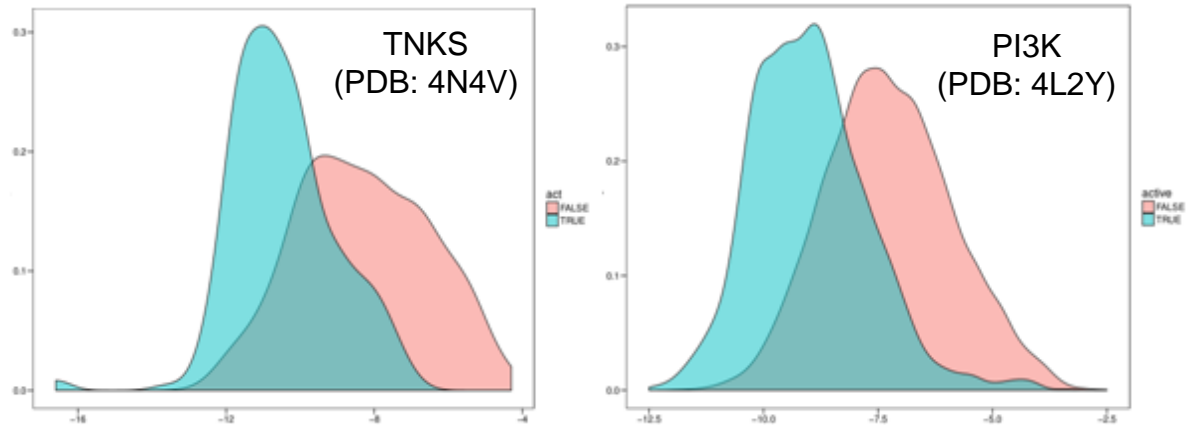 TNKS
(PDB: 4N4V)
0.3
0.2
0.1
0.0
-16
-12
-8
-4
act
FALSE
TRUE
PI3K
(PDB: 4L2Y)
0.3
0.2
0.1
0.0
-12.5
-10.0
-7.5
-5.0
-2.5
active
FALSE
TRUE